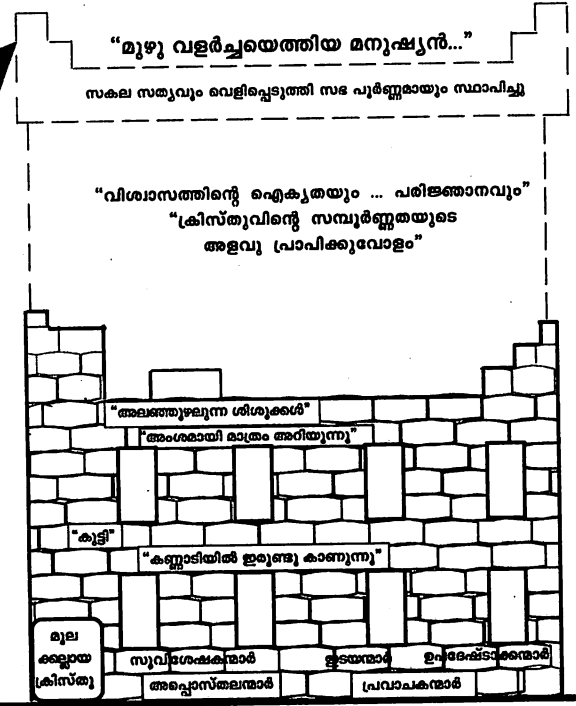 “മുഴു വളർച്ചയെത്തിയ മനുഷ്യൻ...”
സകല സത്യവും വെളിപ്പെടുത്തി സഭ പൂർണ്ണമായും സ്ഥാപിച്ചു
“വിശ്വാസത്തിന്റെ ഐക്യതയും ... പരിജ്ഞാനവും”
“ക്രിസ്തുവിന്റെ സമ്പൂർണ്ണതയുടെ
അളവു പ്രാപിക്കുവോളം”
“അലഞ്ഞുഴലുന്ന ശിശുക്കൾ”
“അംശമായി മാത്രം അറിയുന്നു”
“കുട്ടി”
“കണ്ണാടിയിൽ ഇരുണ്ടു കാണുന്നു”
മൂല
ക്കല്ലായ
ക്രിസ്തു
സുവിശേഷകന്മാർ ഇടയന്മാർ ഉപദേഷ്ടാക്കന്മാർ
അപ്പൊസ്തലന്മാർ പ്രവാചകന്മാർ